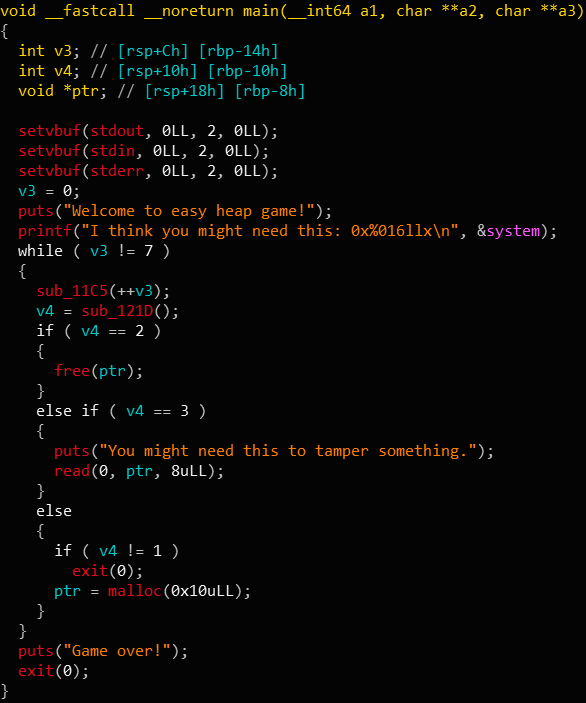 void __fastcall __noreturn main(__int64 a1, char **a2, char **a3)
{
  int v3; // [rsp+Ch] [rbp-14h]
  int v4; // [rsp+10h] [rbp-10h]
  void *ptr; // [rsp+18h] [rbp-8h]

  setvbuf(stdout, 0LL, 2, 0LL);
  setvbuf(stdin, 0LL, 2, 0LL);
  setvbuf(stderr, 0LL, 2, 0LL);
  v3 = 0;
  puts("Welcome to easy heap game!");
  printf("I think you might need this: 0x%016llx\n", &system);
  while ( v3 != 7 )
  {
    sub_11C5(++v3);
    v4 = sub_121D();
    if ( v4 == 2 )
    {
      free(ptr);
    }
    else if ( v4 == 3 )
    {
      puts("You might need this to tamper something.");
      read(0, ptr, 8uLL);
    }
    else
    {
      if ( v4 != 1 )
        exit(0);
      ptr = malloc(0x10uLL);
    }
  }
  puts("Game over!");
  exit(0);
}